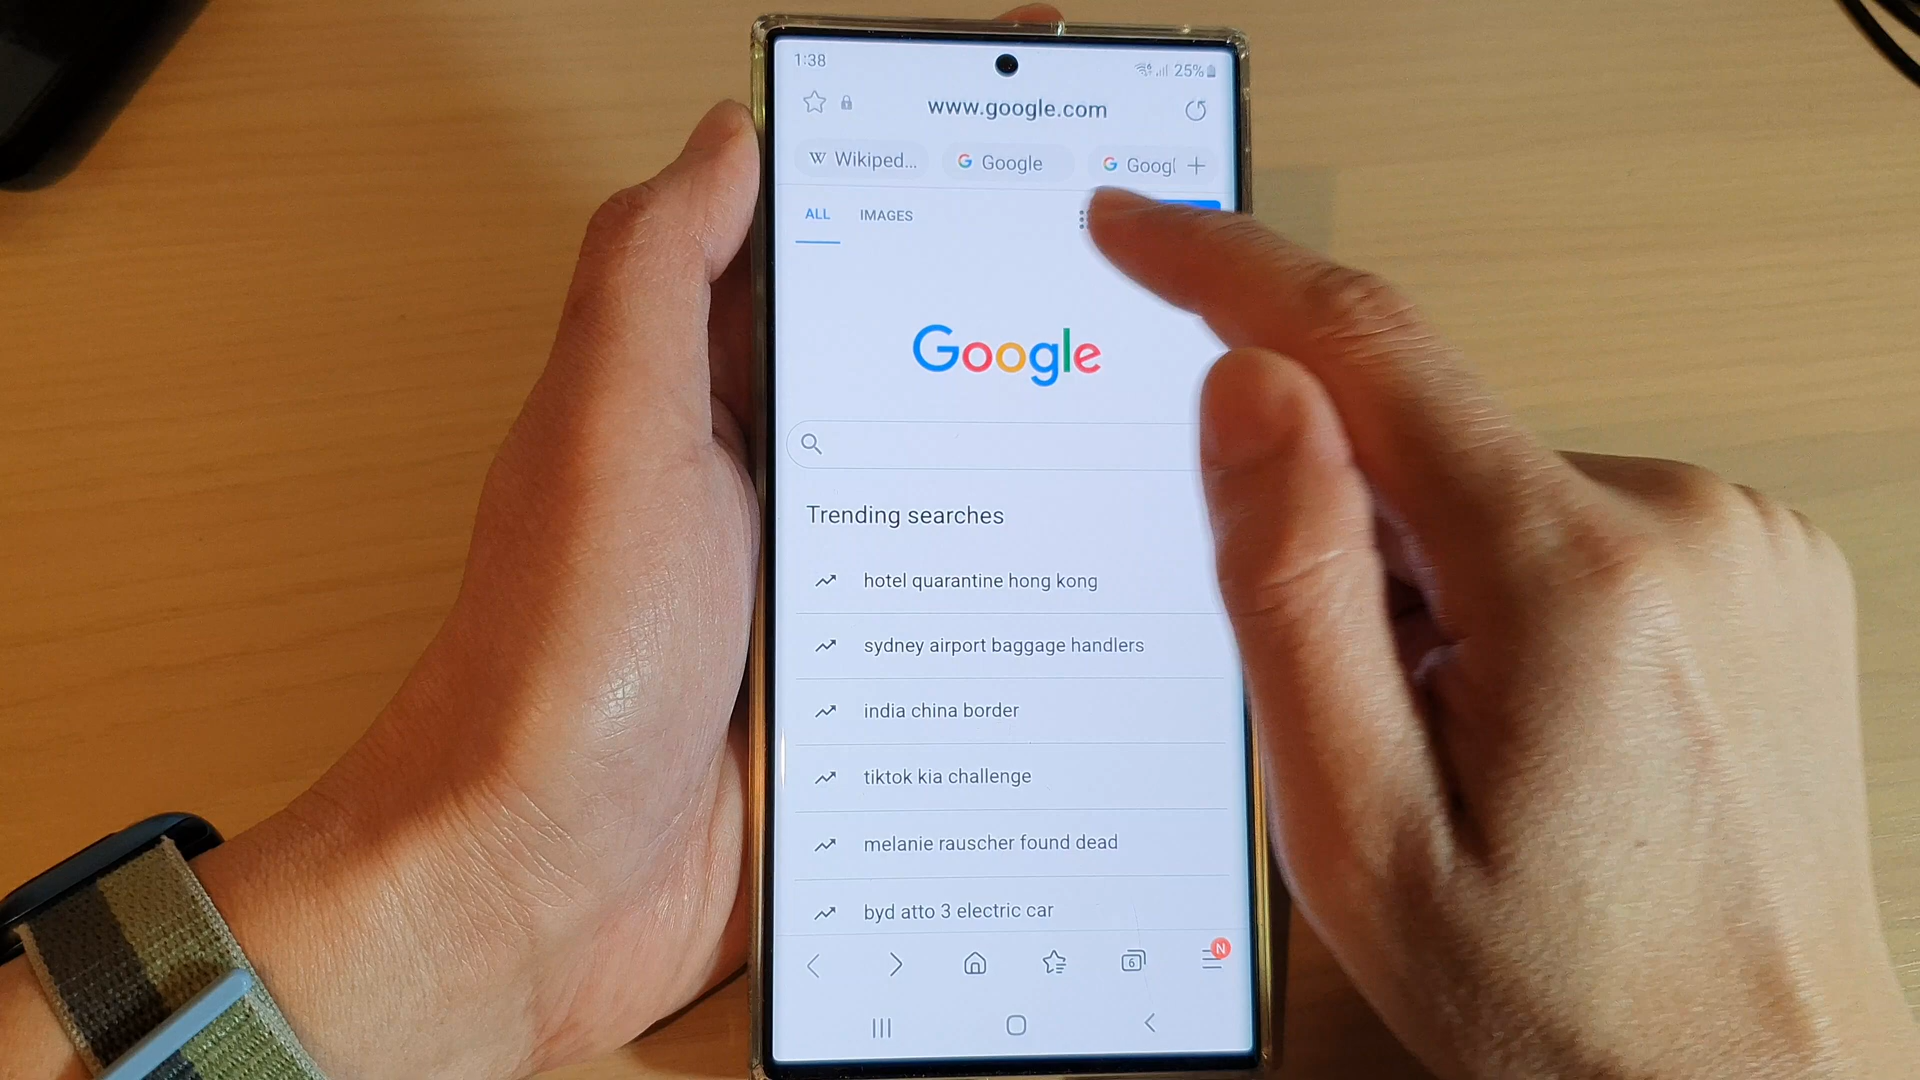 1:38 25%
www.google.com
W Wikiped... G Google G Googl +
ALL IMAGES
Google
Trending searches
hotel quarantine hong kong
sydney airport baggage handlers
india china border
tiktok kia challenge
melanie rauscher found dead
byd atto 3 electric car
6 N